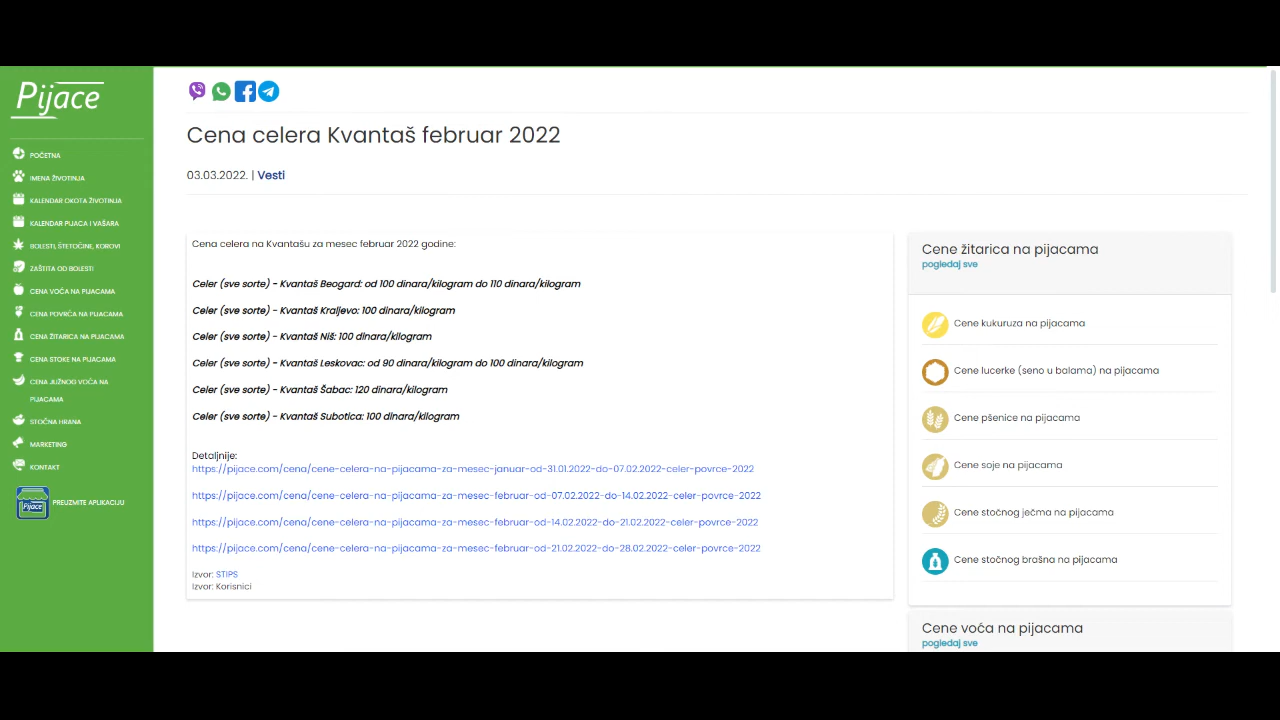 Pijace
POČETNA
IMENA ŽIVOTINJA
KALENDAR OKOTA ŽIVOTINJA
KALENDAR PIJACA I VAŠARA
BOLESTI, ŠTETOČINE, KOROVI
ZAŠTITA OD BOLESTI
CENA VOĆA NA PIJACAMA
CENA POVRĆA NA PIJACAMA
CENA ŽITARICA NA PIJACAMA
CENA STOKE NA PIJACAMA
CENA JUŽNOG VOĆA NA
PIJACAMA
STOČNA HRANA
MARKETING
KONTAKT
Pijace
PREUZMITE APLIKACIJU
Cena celera Kvantaš februar 2022
03.03.2022. | Vesti
Cena celera na Kvantašu za mesec februar 2022 godine:
Celer (sve sorte) - Kvantaš Beogard: od 100 dinara/kilogram do 110 dinara/kilogram
Celer (sve sorte) - Kvantaš Kraljevo: 100 dinara/kilogram
Celer (sve sorte) - Kvantaš Niš: 100 dinara/kilogram
Celer (sve sorte) - Kvantaš Leskovac: od 90 dinara/kilogram do 100 dinara/kilogram
Celer (sve sorte) - Kvantaš Šabac: 120 dinara/kilogram
Celer (sve sorte) - Kvantaš Subotica: 100 dinara/kilogram
Detaljnije:
https://pijace.com/cena/cene-celera-na-pijacama-za-mesec-januar-od-31.01.2022-do-07.02.2022-celer-povrce-2022
https://pijace.com/cena/cene-celera-na-pijacama-za-mesec-februar-od-07.02.2022-do-14.02.2022-celer-povrce-2022
https://pijace.com/cena/cene-celera-na-pijacama-za-mesec-februar-od-14.02.2022-do-21.02.2022-celer-povrce-2022
https://pijace.com/cena/cene-celera-na-pijacama-za-mesec-februar-od-21.02.2022-do-28.02.2022-celer-povrce-2022
Izvor: STIPS
Izvor: Korisnici
Cene žitarica na pijacama
pogledaj sve
Cene kukuruza na pijacama
Cene lucerke (seno u balama) na pijacama
Cene pšenice na pijacama
Cene soje na pijacama
Cene stočnog ječma na pijacama
Cene stočnog brašna na pijacama
Cene voća na pijacama
pogledaj sve